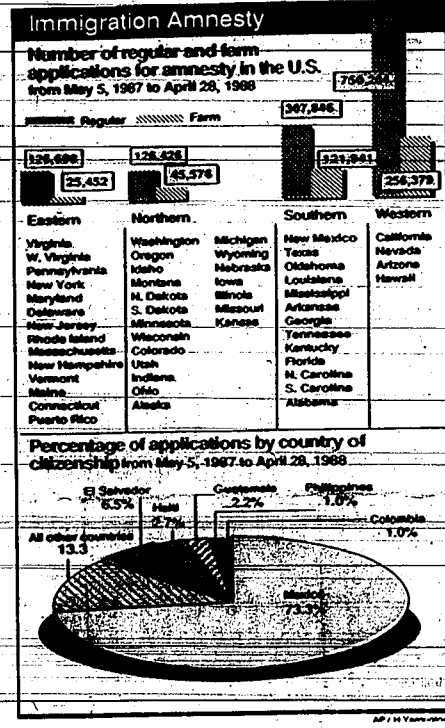 Immigration Amnesty
Number of regular and farm
applications for amnesty in the U.S.
from May 5, 1987 to April 28, 1988
Regular Farm
25,452
45,576
307,846
121,941
256,379
Eastern
Virginia
W. Virginia
Pennsylvania
New York
Maryland
Delaware
New Jersey
Rhode Island
Massachusetts
New Hampshire
Vermont
Maine
Connecticut
Puerto Rico
Northern
Washington
Oregon
Idaho
Montana
N. Dakota
S. Dakota
Minnesota
Wisconsin
Colorado
Utah
Indiana
Ohio
Alaska
Michigan
Wyoming
Nebraska
Iowa
Illinois
Missouri
Kansas
Southern
New Mexico
Texas
Oklahoma
Louisiana
Mississippi
Arkansas
Georgia
Tennessee
Kentucky
Florida
N. Carolina
S. Carolina
Alabama
Western
California
Nevada
Arizona
Hawaii
Percentage of applications by country of
citizenship from May 5, 1987 to April 28, 1988
El Salvador
6.5%
Haiti
2.7%
Guatemala
2.2%
Philippines
1.0%
Colombia
1.0%
All other countries
13.3
Mexico
AP /